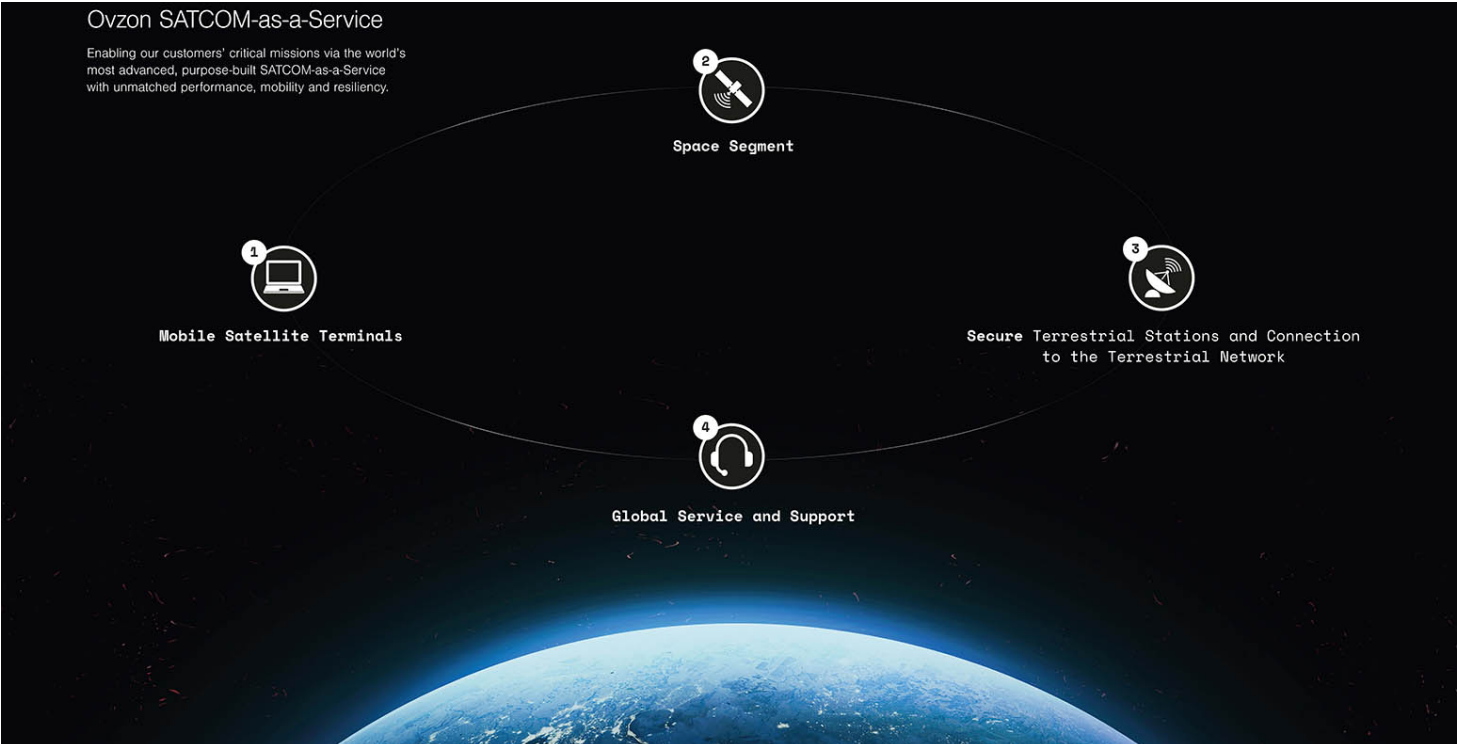 Ovzon SATCOM-as-a-Service
Enabling our customers' critical missions via the world's
most advanced, purpose-built SATCOM-as-a-Service
with unmatched performance, mobility and resiliency.
2
Space Segment
1
Mobile Satellite Terminals
3
Secure Terrestrial Stations and Connection
to the Terrestrial Network
4
Global Service and Support